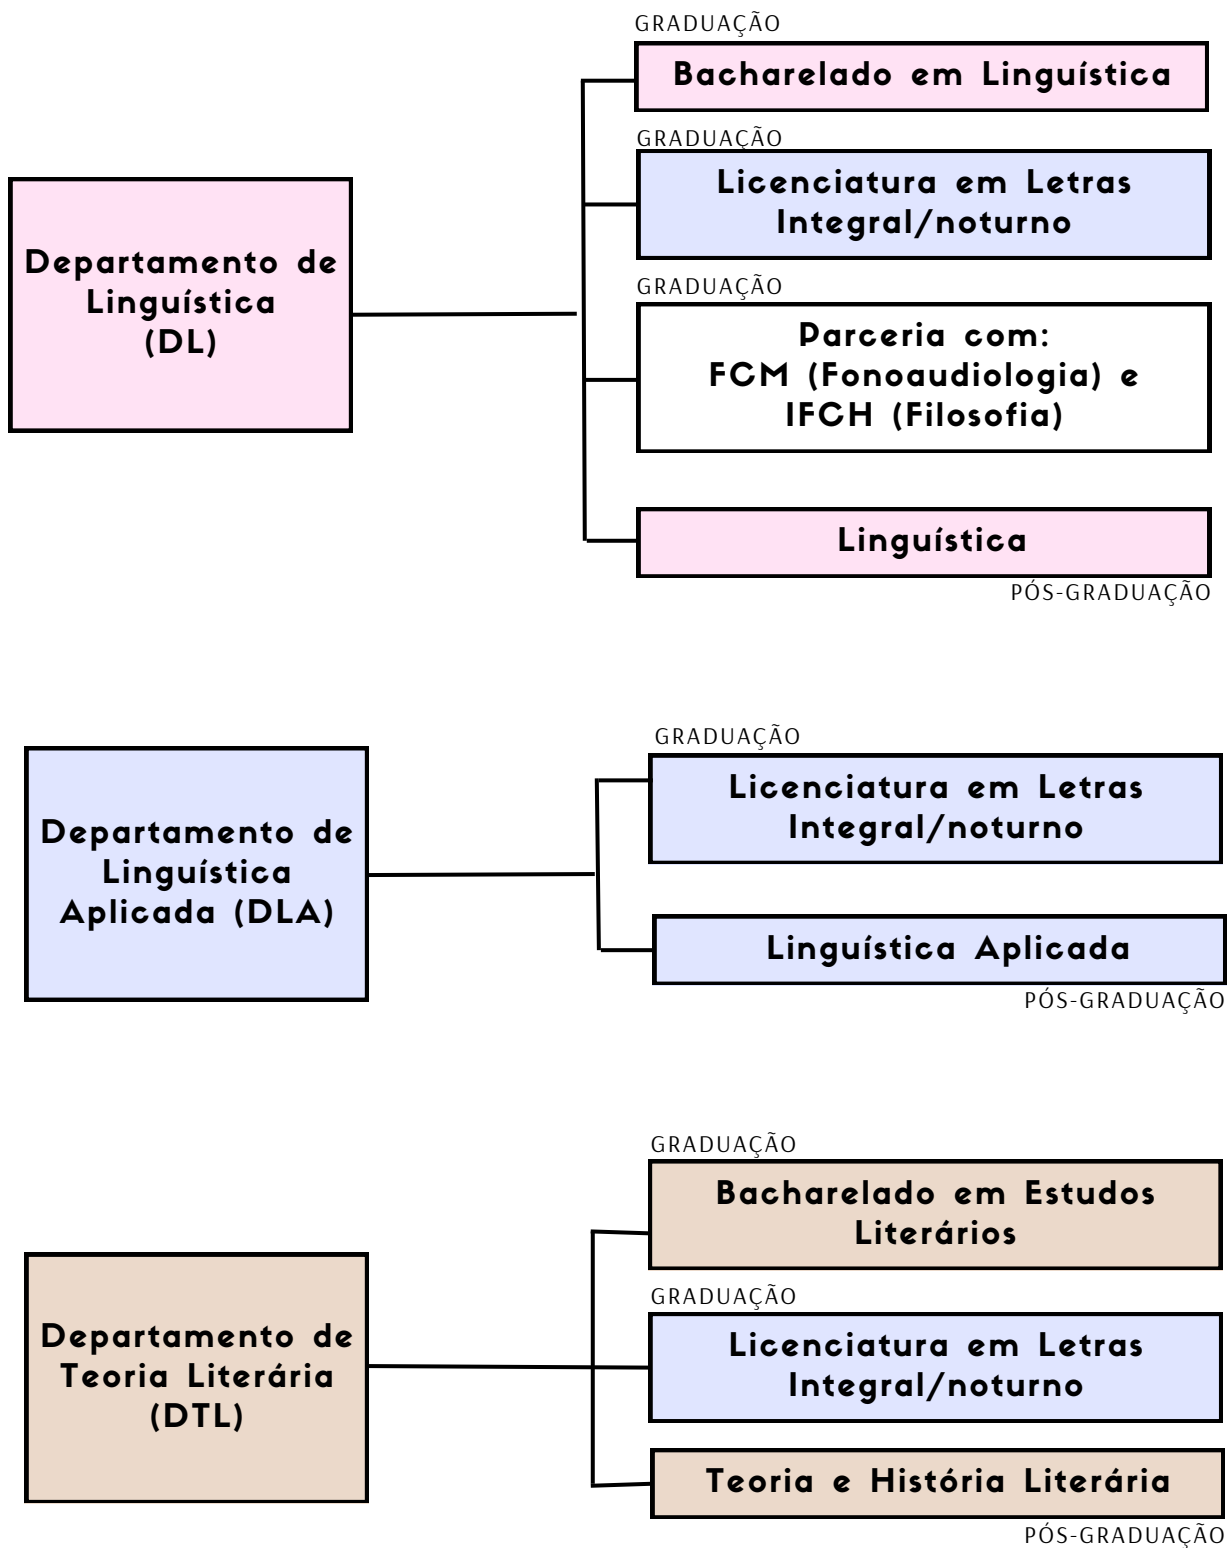 GRADUAÇÃO
Bacharelado em Linguística
GRADUAÇÃO
Licenciatura em Letras
Integral/noturno
Departamento de
Linguística
(DL)
GRADUAÇÃO
Parceria com:
FCM (Fonoaudiologia) e
IFCH (Filosofia)
Linguística
PÓS-GRADUAÇÃO
GRADUAÇÃO
Licenciatura em Letras
Integral/noturno
Departamento de
Linguística
Aplicada (DLA)
Linguística Aplicada
PÓS-GRADUAÇÃO
GRADUAÇÃO
Bacharelado em Estudos
Literários
GRADUAÇÃO
Licenciatura em Letras
Integral/noturno
Departamento de
Teoria Literária
(DTL)
Teoria e História Literária
PÓS-GRADUAÇÃO